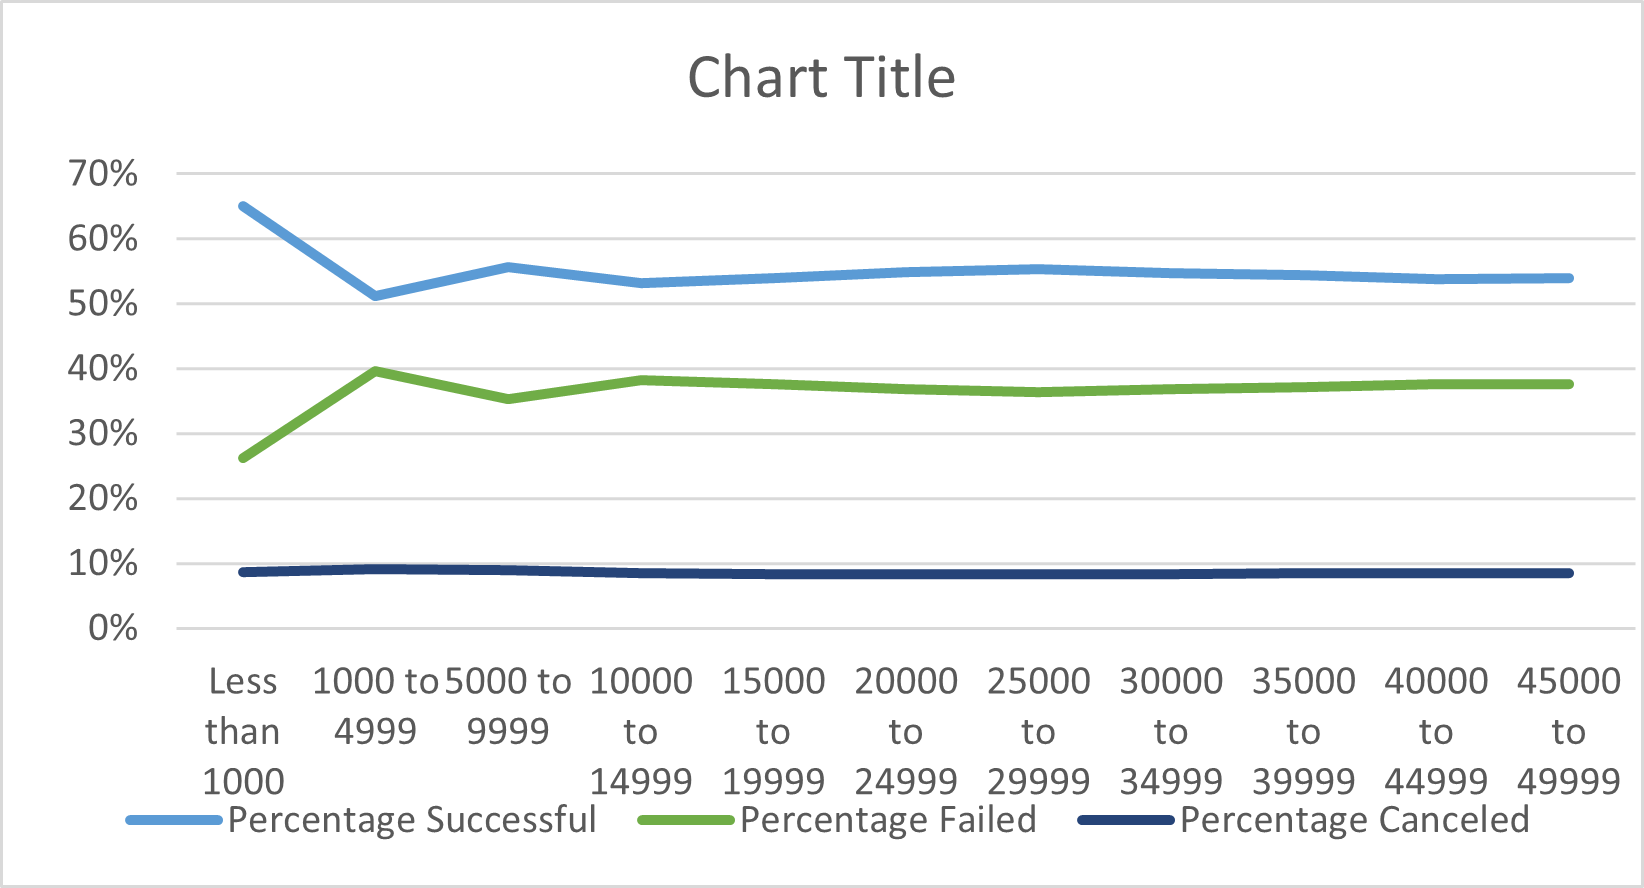 Chart Title
70%
60%
50%
40%
30%
20%
10%
0%
Less than 1000
1000 to 4999
5000 to 9999
10000 to 14999
15000 to 19999
20000 to 24999
25000 to 29999
30000 to 34999
35000 to 39999
40000 to 44999
45000 to 49999
Percentage Successful
Percentage Failed
Percentage Canceled